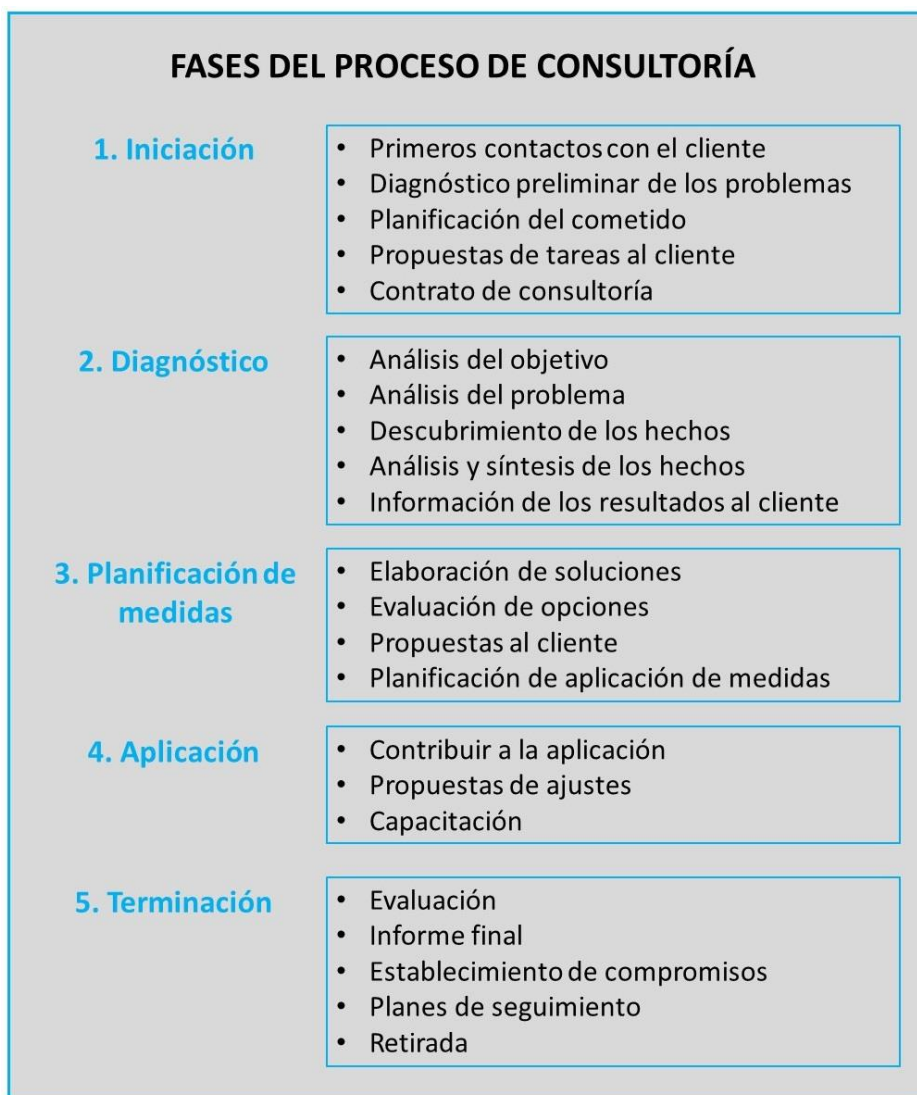 FASES DEL PROCESO DE CONSULTORÍA
1. Iniciación
• Primeros contactos con el cliente
• Diagnóstico preliminar de los problemas
• Planificación del cometido
• Propuestas de tareas al cliente
• Contrato de consultoría
2. Diagnóstico
• Análisis del objetivo
• Análisis del problema
• Descubrimiento de los hechos
• Análisis y síntesis de los hechos
• Información de los resultados al cliente
3. Planificación de
medidas
• Elaboración de soluciones
• Evaluación de opciones
• Propuestas al cliente
• Planificación de aplicación de medidas
4. Aplicación
• Contribuir a la aplicación
• Propuestas de ajustes
• Capacitación
5. Terminación
• Evaluación
• Informe final
• Establecimiento de compromisos
• Planes de seguimiento
• Retirada